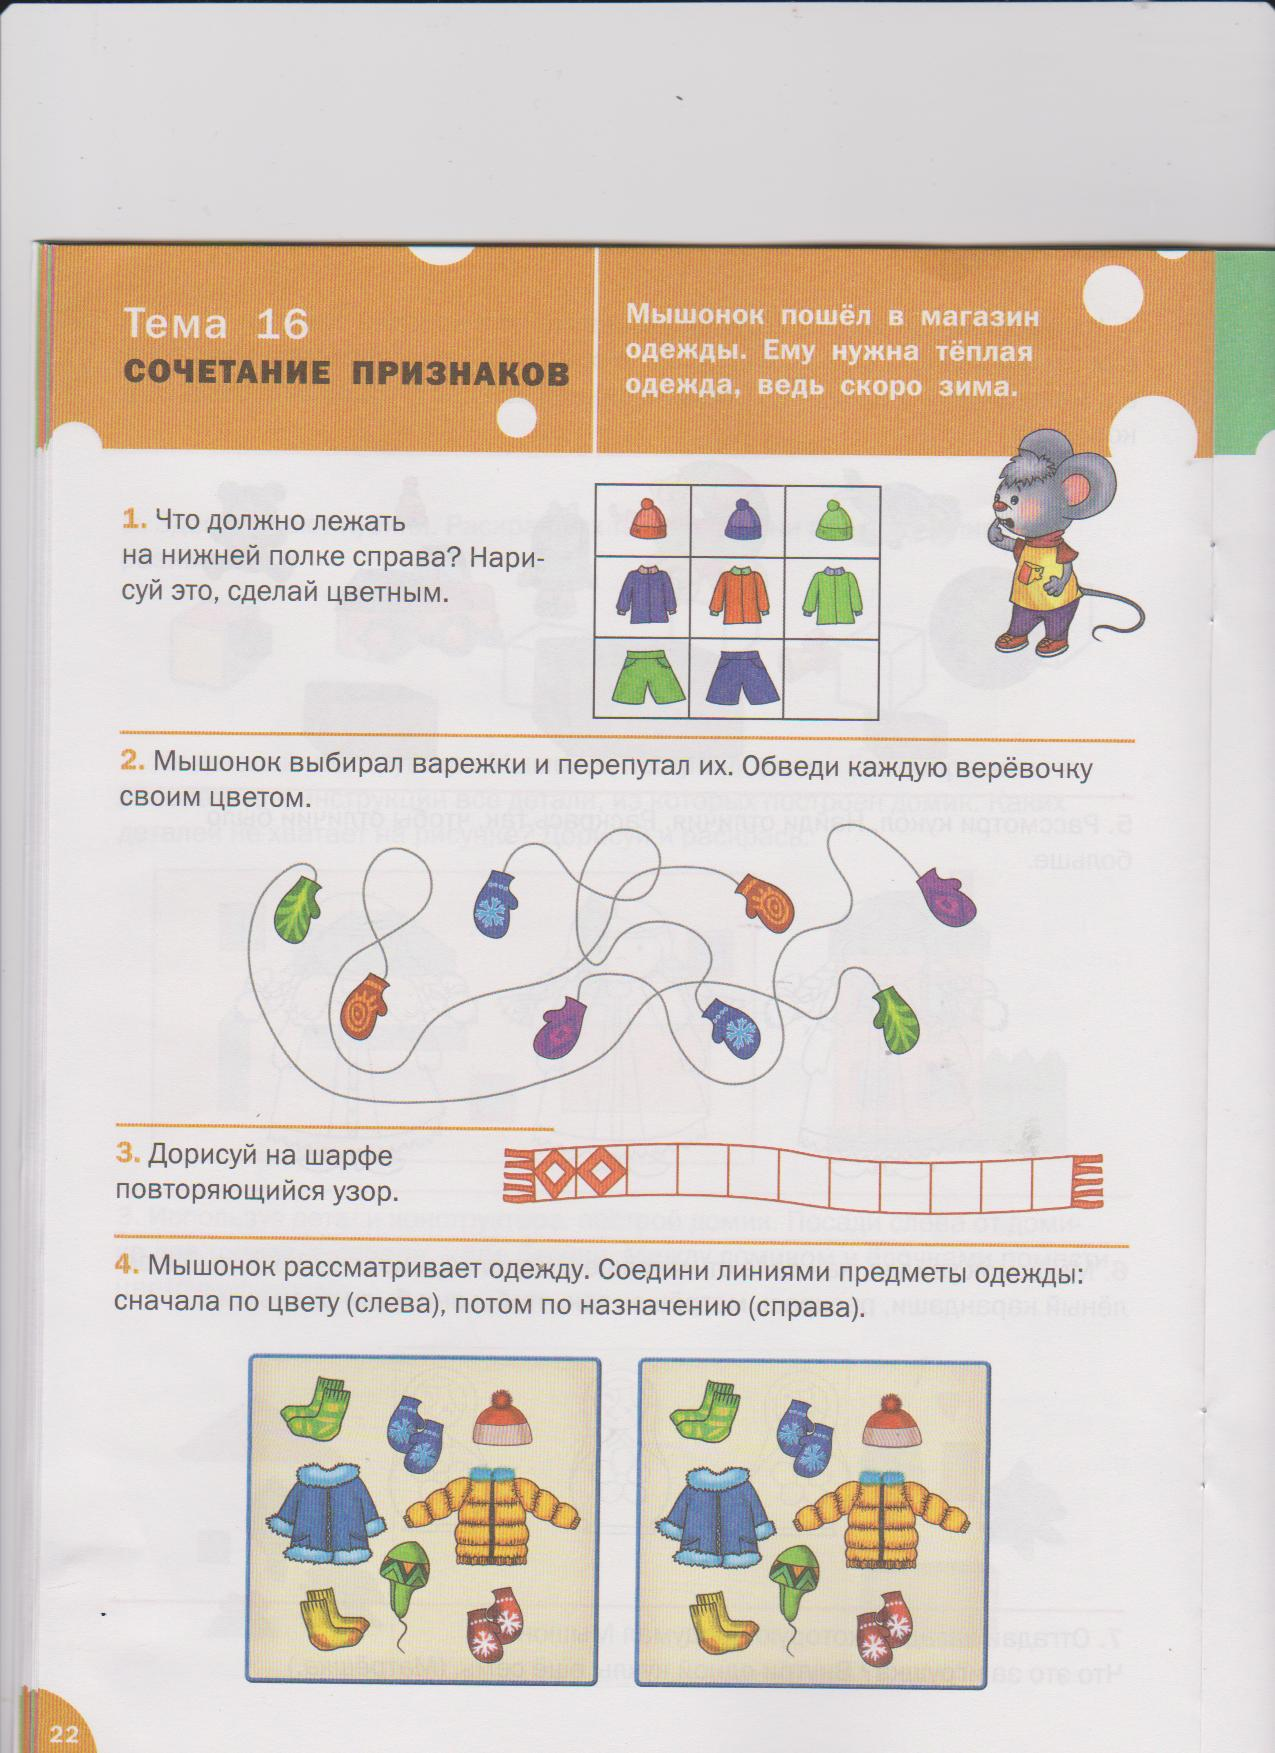 Тема 16
СОЧЕТАНИЕ ПРИЗНАКОВ
Мышонок пошёл в магазин
одежды. Ему нужна тёплая
одежда, ведь скоро зима.
1. Что должно лежать
на нижней полке справа? Нари-
суй это, сделай цветным.
2. Мышонок выбирал варежки и перепутал их. Обведи каждую верёвочку
своим цветом.
3. Дорисуй на шарфе
повторяющийся узор.
4. Мышонок рассматривает одежду. Соедини линиями предметы одежды:
сначала по цвету (слева), потом по назначению (справа).
22